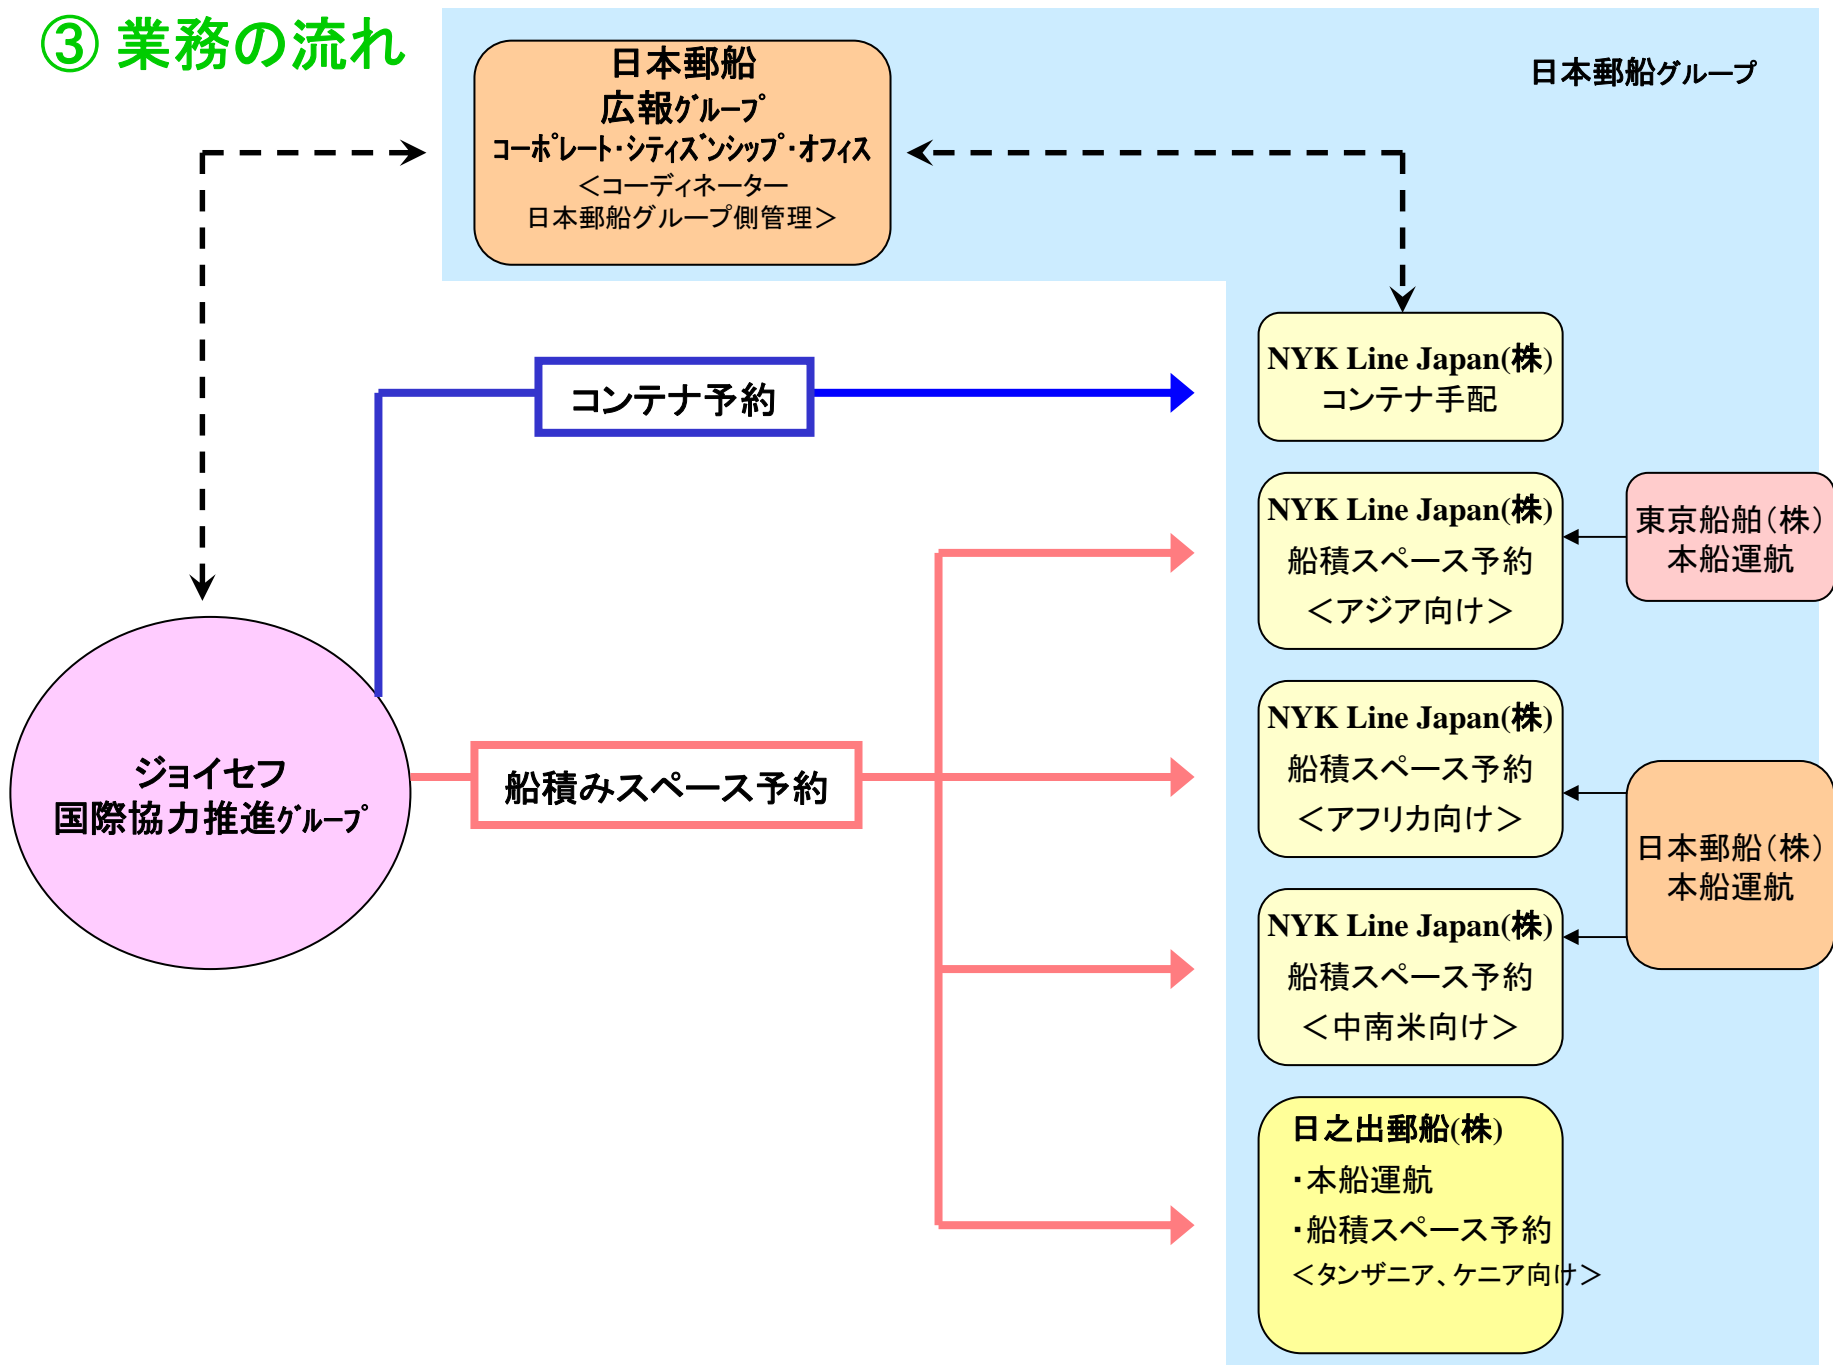 ③ 業務の流れ
日本郵船
広報ｸﾞﾙｰﾌﾟ
ｺｰﾎﾟﾚｰﾄ・ｼﾃｨｽﾞﾝｼｯﾌﾟ・ｵﾌｨｽ
＜コーディネーター
日本郵船グループ側管理＞
日本郵船グループ
NYK Line Japan(株)
コンテナ手配
コンテナ予約
NYK Line Japan(株)
船積スペース予約
＜アジア向け＞
東京船舶（株）
本船運航
NYK Line Japan(株)
船積スペース予約
＜アフリカ向け＞
ジョイセフ
国際協力推進ｸﾞﾙｰﾌﾟ
船積みスペース予約
日本郵船（株）
本船運航
NYK Line Japan(株)
船積スペース予約
＜中南米向け＞
日之出郵船(株)
・本船運航
・船積スペース予約
＜タンザニア、ケニア向け＞